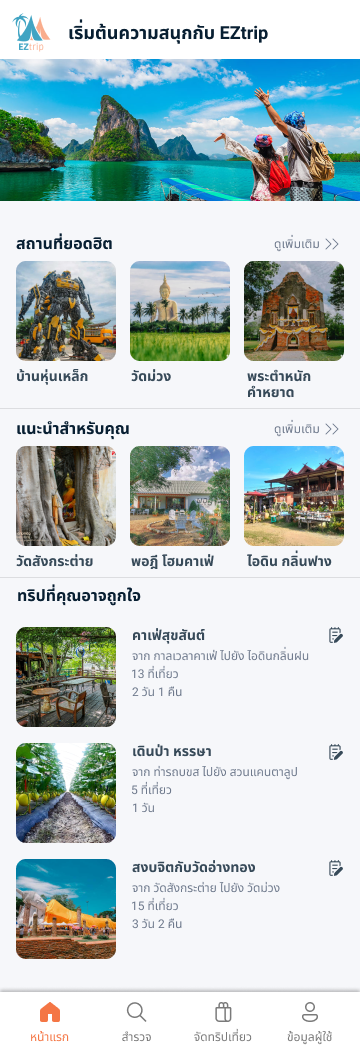 EZtrip
เริ่มต้นความสนุกกับ EZtrip
สถานที่ยอดฮิต
ดูเพิ่มเติม
บ้านหุ่นเหล็ก
วัดม่วง
พระตำหนัก
คำหยาด
แนะนำสำหรับคุณ
ดูเพิ่มเติม
วัดสังกระต่าย
พอฎี โฮมคาเฟ่
ไอดิน กลิ่นฟาง
ทริปที่คุณอาจถูกใจ
คาเฟ่สุขสันต์
จาก กาลเวลาคาเฟ่ ไปยัง ไอดินกลิ่นฝน
13 ที่เที่ยว
2 วัน 1 คืน
เดินป่า หรรษา
จาก ท่ารถบขส ไปยัง สวนแคนตาลูป
5 ที่เที่ยว
1 วัน
สงบจิตกับวัดอ่างทอง
จาก วัดสังกระต่าย ไปยัง วัดม่วง
15 ที่เที่ยว
3 วัน 2 คืน
หน้าแรก
สำรวจ
จัดทริปเที่ยว
ข้อมูลผู้ใช้